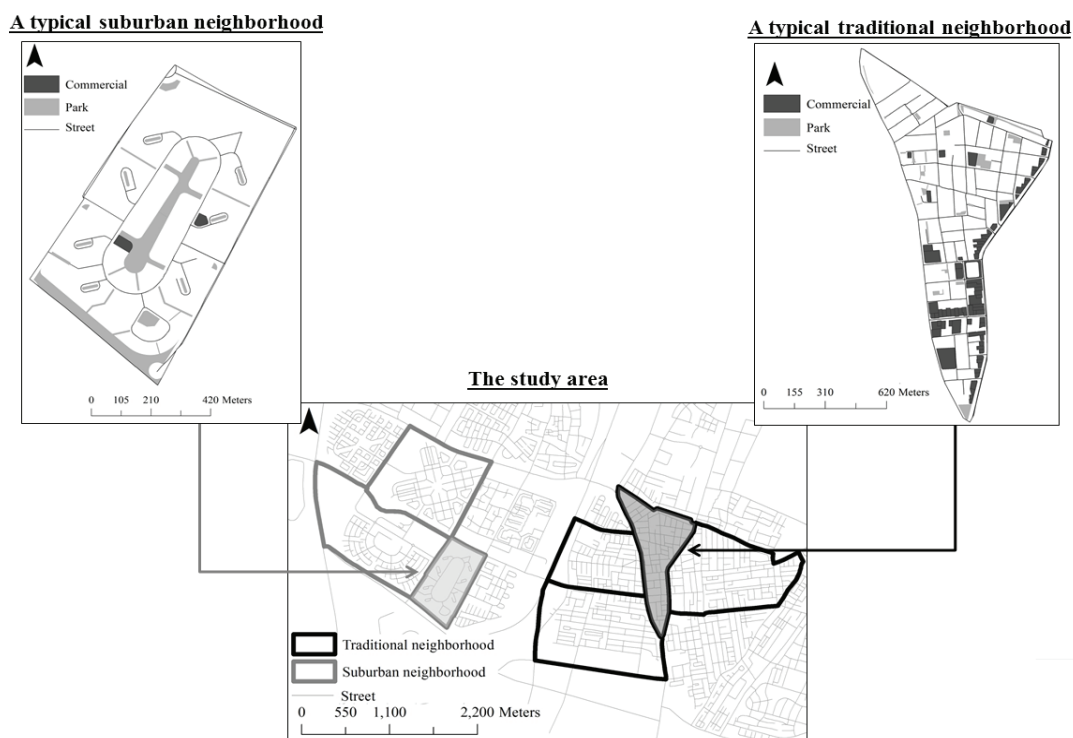 A typical suburban neighborhood
Commercial
Park
Street
0 105 210 420 Meters
A typical traditional neighborhood
Commercial
Park
Street
0 155 310 620 Meters
The study area
Traditional neighborhood
Suburban neighborhood
Street
0 550 1,100 2,200 Meters